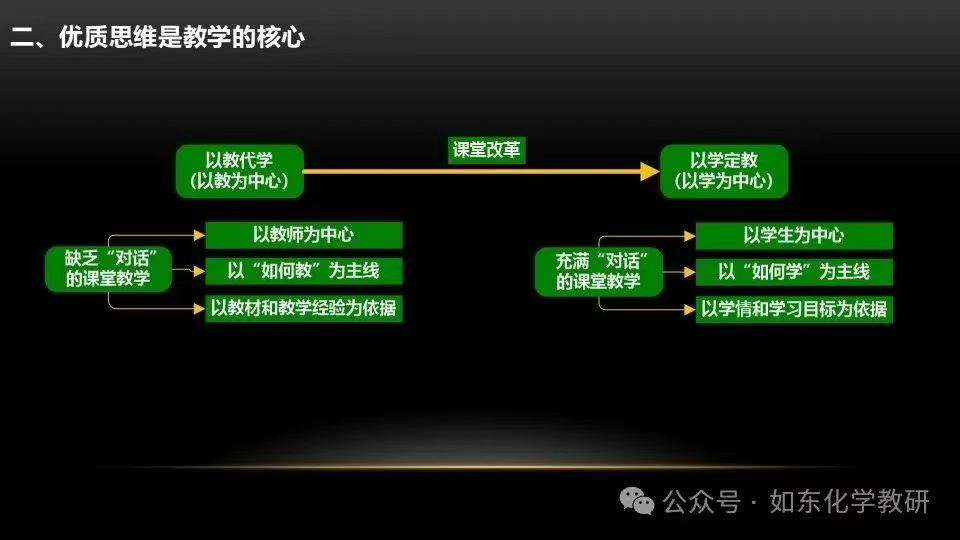 二、优质思维是教学的核心
课堂改革
以教代学
（以教为中心）
以学定教
（以学为中心）
缺乏“对话”
的课堂教学
以教师为中心
以“如何教”为主线
以教材和教学经验为依据
充满“对话”
的课堂教学
以学生为中心
以“如何学”为主线
以学情和学习目标为依据
公众号·如东化学教研